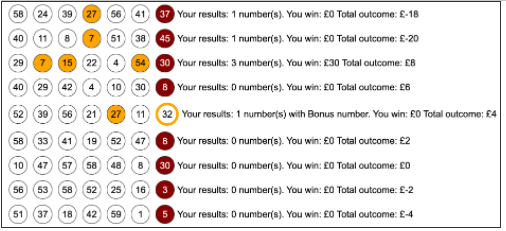 58 24 39 27 56 41 37 Your results: 1 number(s). You win: £0 Total outcome: £-18
40 11 8 7 51 38 45 Your results: 1 number(s). You win: £0 Total outcome: £-20
29 7 15 22 4 54 30 Your results: 3 number(s). You win: £30 Total outcome: £8
40 29 42 4 10 30 8 Your results: 0 number(s). You win: £0 Total outcome: £6
52 39 56 21 27 11 32 Your results: 1 number(s) with Bonus number. You win: £0 Total outcome: £4
58 33 41 19 52 47 8 Your results: 0 number(s). You win: £0 Total outcome: £2
10 47 57 58 48 8 30 Your results: 0 number(s). You win: £0 Total outcome: £0
56 53 58 52 25 16 3 Your results: 0 number(s). You win: £0 Total outcome: £-2
51 37 18 42 59 1 5 Your results: 0 number(s). You win: £0 Total outcome: £-4